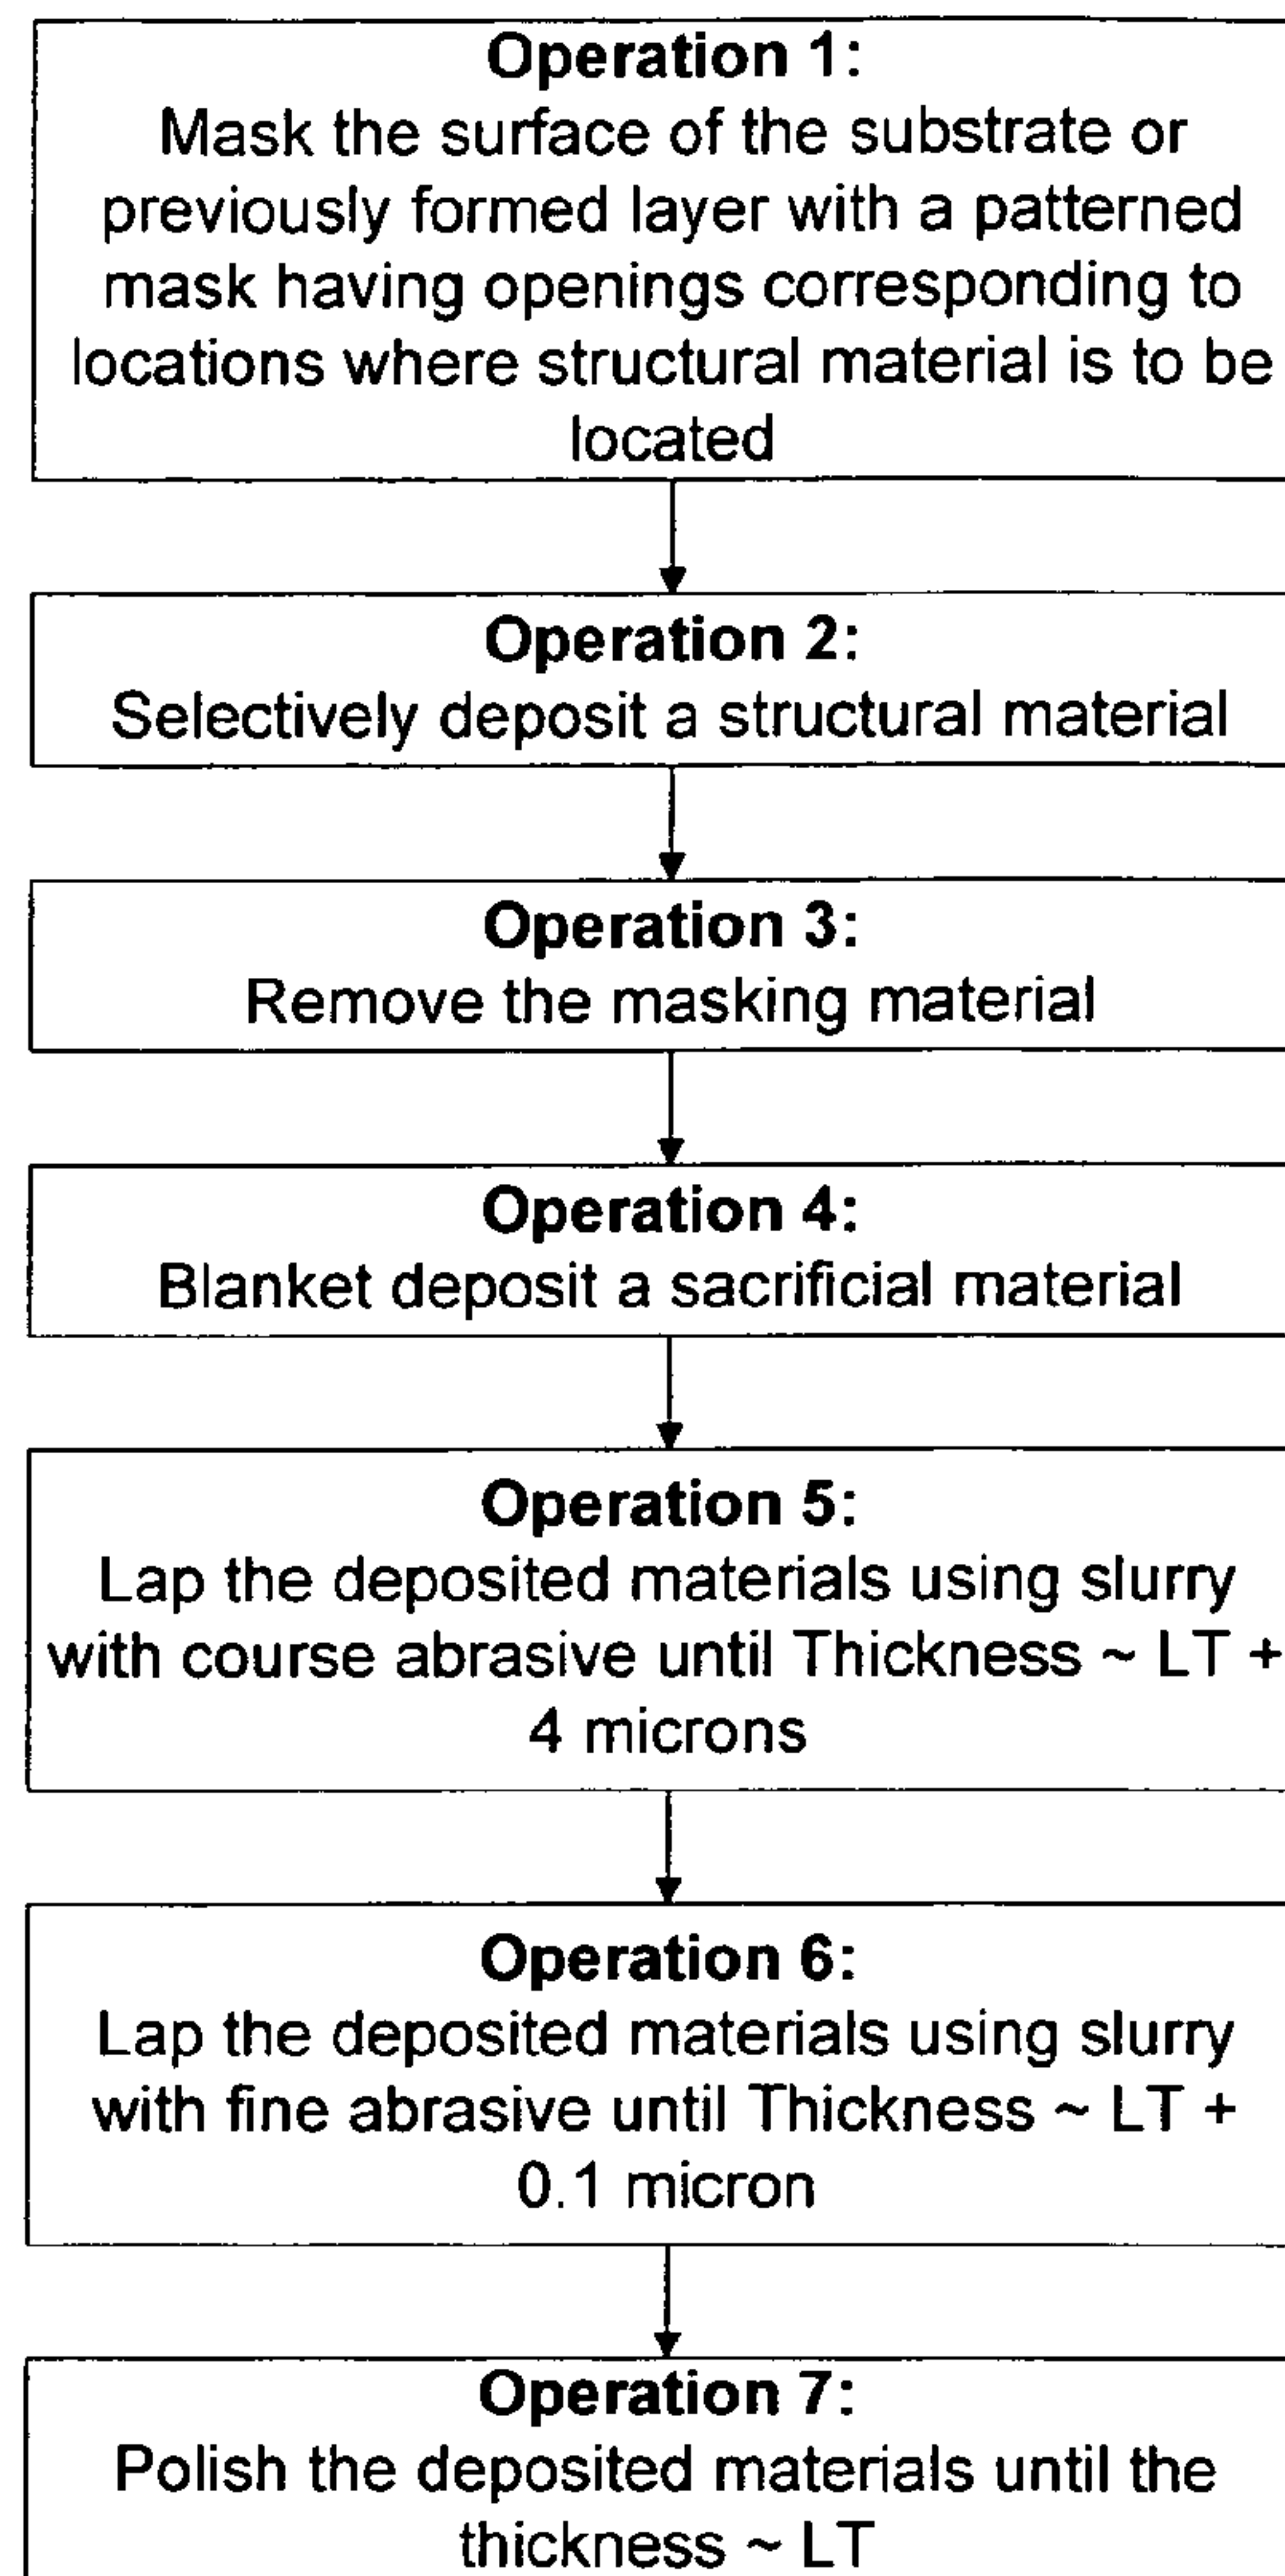 Operation 1:
Mask the surface of the substrate or
previously formed layer with a patterned
mask having openings corresponding to
locations where structural material is to be
located
Operation 2:
Selectively deposit a structural material
Operation 3:
Remove the masking material
Operation 4:
Blanket deposit a sacrificial material
Operation 5:
Lap the deposited materials using slurry
with course abrasive until Thickness ~ LT +
4 microns
Operation 6:
Lap the deposited materials using slurry
with fine abrasive until Thickness ~ LT +
0.1 micron
Operation 7:
Polish the deposited materials until the
thickness ~ LT